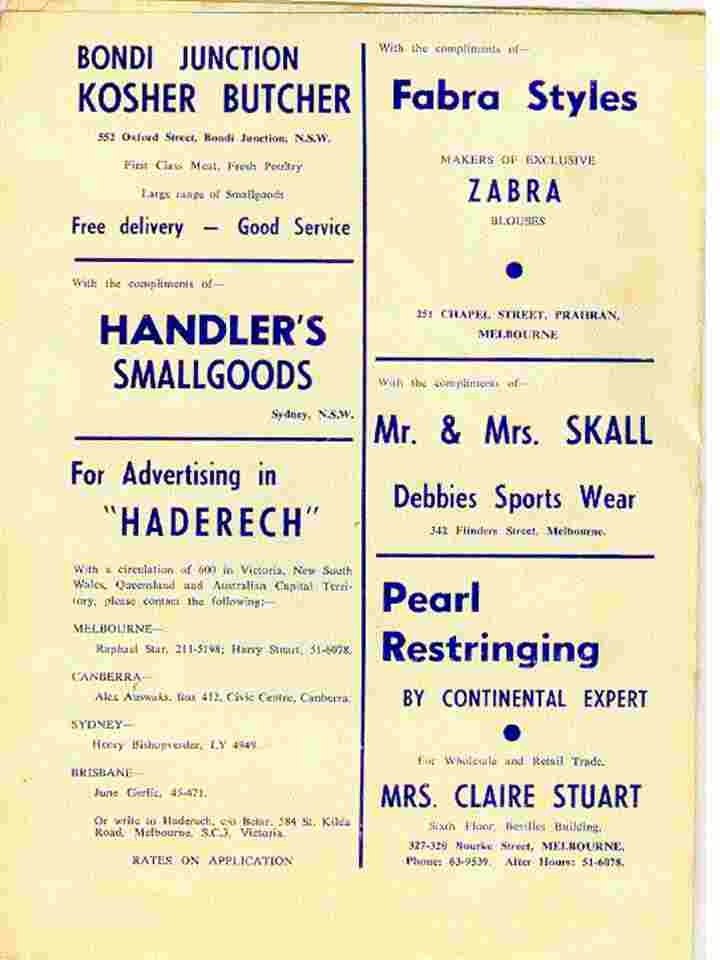 BONDI JUNCTION
KOSHER BUTCHER
552 Oxford Street, Bondi Junction, N.S.W.
First Class Meat, Fresh Poultry
Large range of Smallgoods
Free delivery — Good Service
With the compliments of—
HANDLER'S
SMALLGOODS
Sydney, N.S.W.
For Advertising in
"HADERECH"
With a circulation of 600 in Victoria, New South
Wales, Queensland and Australian Capital Terri-
tory, please contact the following:—
MELBOURNE—
Raphael Star, 211-5198; Harry Stuart, 51-6078.
CANBERRA—
Alex Box 412, Civic Centre, Canberra.
SYDNEY—
Henry LY 4949.
BRISBANE—
June 45-471.
Or write to Haderech, c/o Betar, 584 St. Kilda
Road, Melbourne, S.C.3, Victoria.
RATES ON APPLICATION
With the compliments of—
Fabra Styles
MAKERS OF EXCLUSIVE
ZABRA
BLOUSES
251 CHAPEL STREET, PRAHRAN,
MELBOURNE
With the compliments of—
Mr. & Mrs. SKALL
Debbies Sports Wear
342 Flinders Street, Melbourne.
Pearl
Restringing
BY CONTINENTAL EXPERT
For Wholesale and Retail Trade.
MRS. CLAIRE STUART
Sixth Floor, Building,
327-329 Bourke Street, MELBOURNE.
Phone: 63-9539. After Hours: 51-6078.